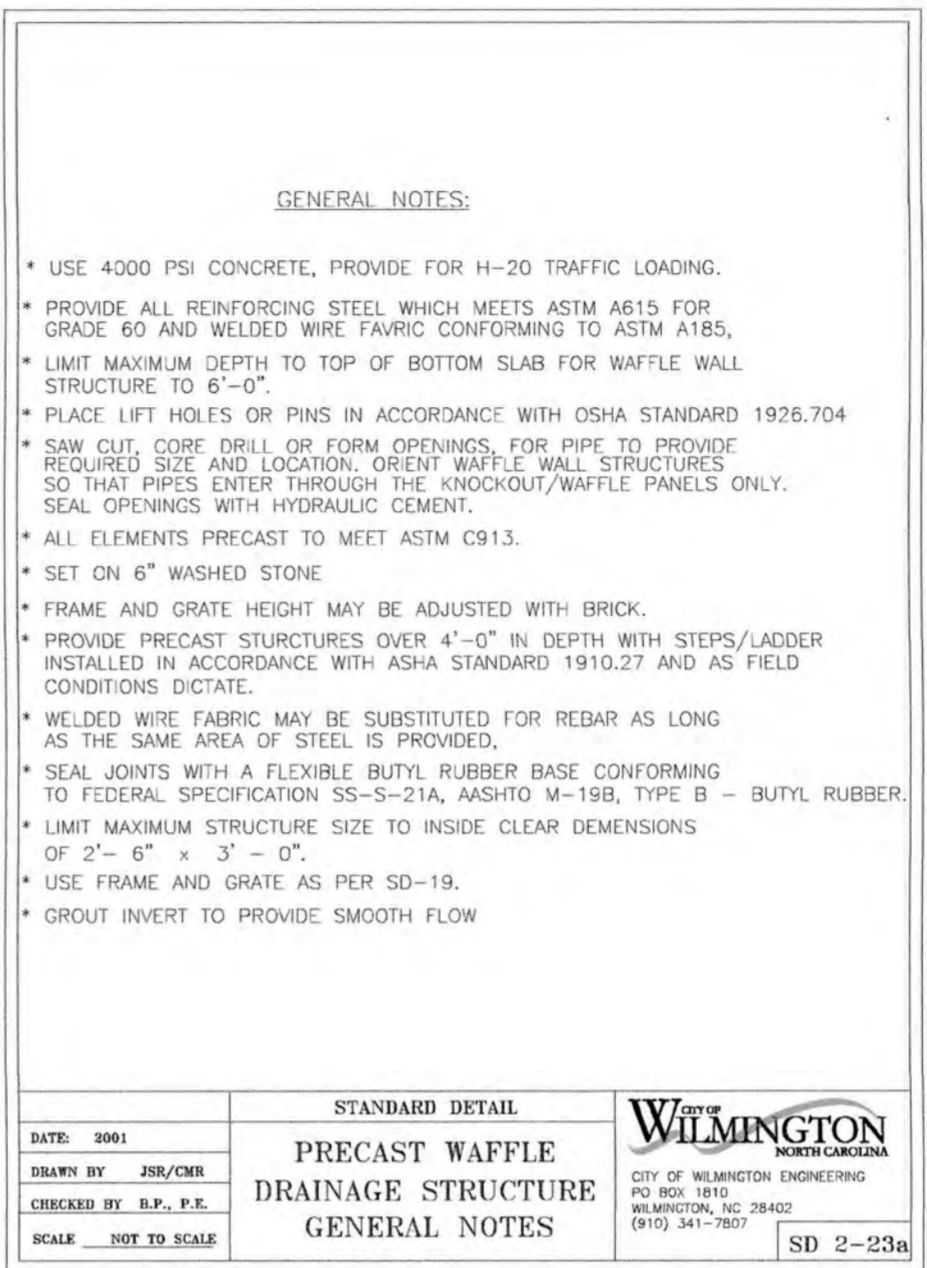 GENERAL NOTES:
* USE 4000 PSI CONCRETE, PROVIDE FOR H-20 TRAFFIC LOADING.
* PROVIDE ALL REINFORCING STEEL WHICH MEETS ASTM A615 FOR
GRADE 60 AND WELDED WIRE FAVRIC CONFORMING TO ASTM A185,
* LIMIT MAXIMUM DEPTH TO TOP OF BOTTOM SLAB FOR WAFFLE WALL
STRUCTURE TO 6'-0".
* PLACE LIFT HOLES OR PINS IN ACCORDANCE WITH OSHA STANDARD 1926.704
* SAW CUT, CORE DRILL OR FORM OPENINGS, FOR PIPE TO PROVIDE
REQUIRED SIZE AND LOCATION. ORIENT WAFFLE WALL STRUCTURES
SO THAT PIPES ENTER THROUGH THE KNOCKOUT/WAFFLE PANELS ONLY.
SEAL OPENINGS WITH HYDRAULIC CEMENT.
* ALL ELEMENTS PRECAST TO MEET ASTM C913.
* SET ON 6" WASHED STONE
* FRAME AND GRATE HEIGHT MAY BE ADJUSTED WITH BRICK.
* PROVIDE PRECAST STURCTURES OVER 4'-0" IN DEPTH WITH STEPS/LADDER
INSTALLED IN ACCORDANCE WITH ASHA STANDARD 1910.27 AND AS FIELD
CONDITIONS DICTATE.
* WELDED WIRE FABRIC MAY BE SUBSTITUTED FOR REBAR AS LONG
AS THE SAME AREA OF STEEL IS PROVIDED,
* SEAL JOINTS WITH A FLEXIBLE BUTYL RUBBER BASE CONFORMING
TO FEDERAL SPECIFICATION SS-S-21A, AASHTO M-19B, TYPE B - BUTYL RUBBER.
* LIMIT MAXIMUM STRUCTURE SIZE TO INSIDE CLEAR DEMENSIONS
OF 2'- 6" x 3' - 0".
* USE FRAME AND GRATE AS PER SD-19.
* GROUT INVERT TO PROVIDE SMOOTH FLOW
DATE: 2001
DRAWN BY JSR/CMR
CHECKED BY B.P., P.E.
SCALE NOT TO SCALE
STANDARD DETAIL
PRECAST WAFFLE
DRAINAGE STRUCTURE
GENERAL NOTES
CITY OF
WILMINGTON
NORTH CAROLINA
CITY OF WILMINGTON ENGINEERING
PO BOX 1810
WILMINGTON, NC 28402
(910) 341-7807
SD 2-23a